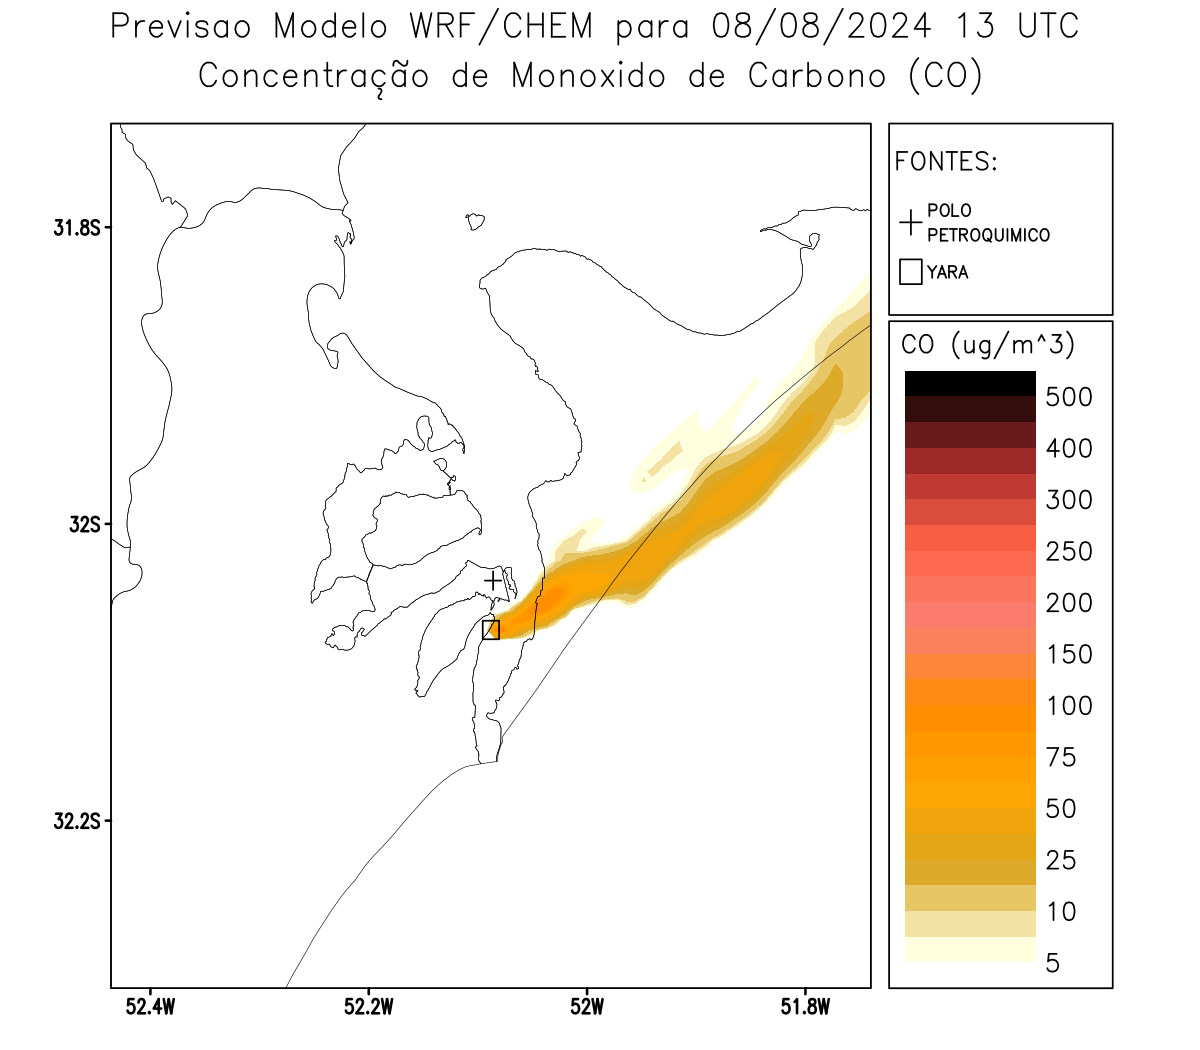 Previsao Modelo WRF/CHEM para 08/08/2024 13 UTC
Concentração de Monoxido de Carbono (CO)
FONTES:
POLO
PETROQUIMICO
YARA
CO (ug/m^3)
500
400
300
250
200
150
100
75
50
25
10
5
31.8S
32S
32.2S
52.4W
52.2W
52W
51.8W